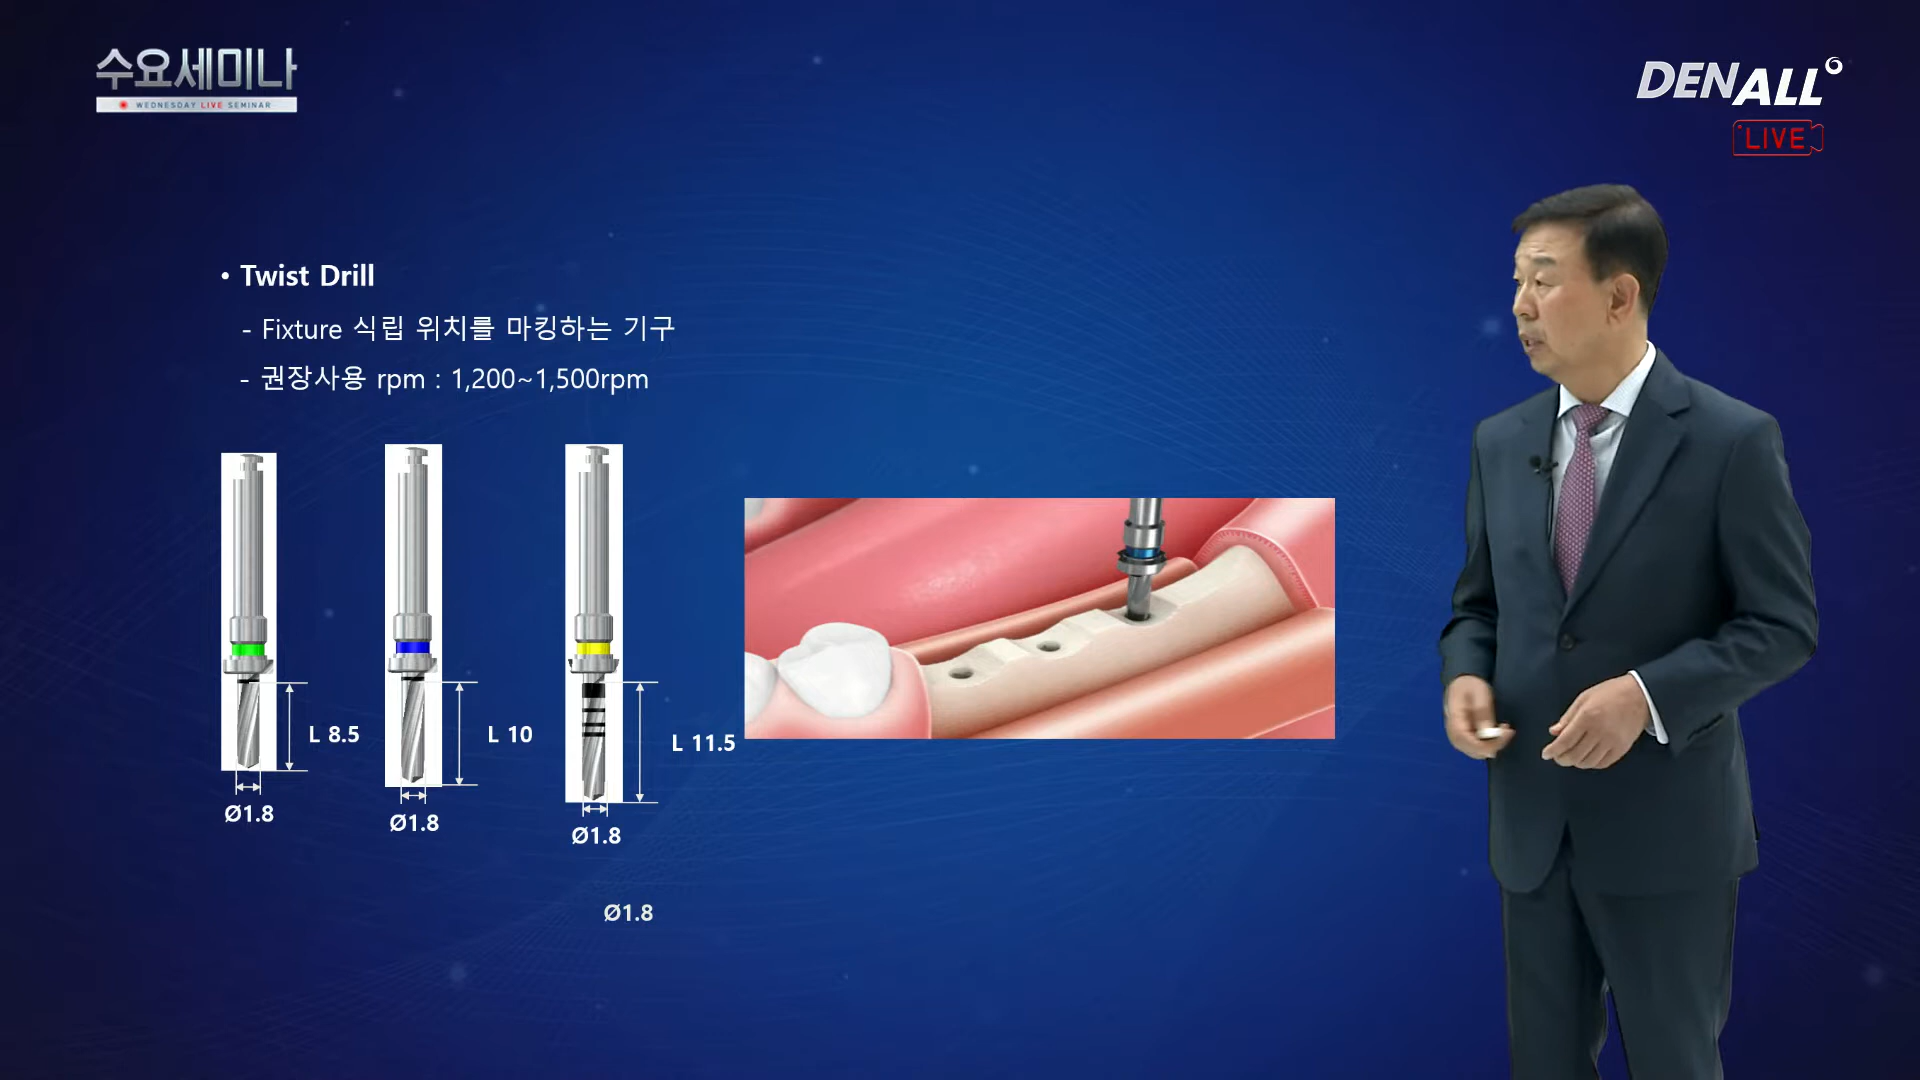 수요세미나
WEDNESDAY LIVE SEMINAR
DENALL
LIVE
• Twist Drill
- Fixture 식립 위치를 마킹하는 기구
- 권장사용 rpm : 1,200~1,500rpm
L 8.5
L 10
L 11.5
Ø1.8
Ø1.8
Ø1.8
Ø1.8